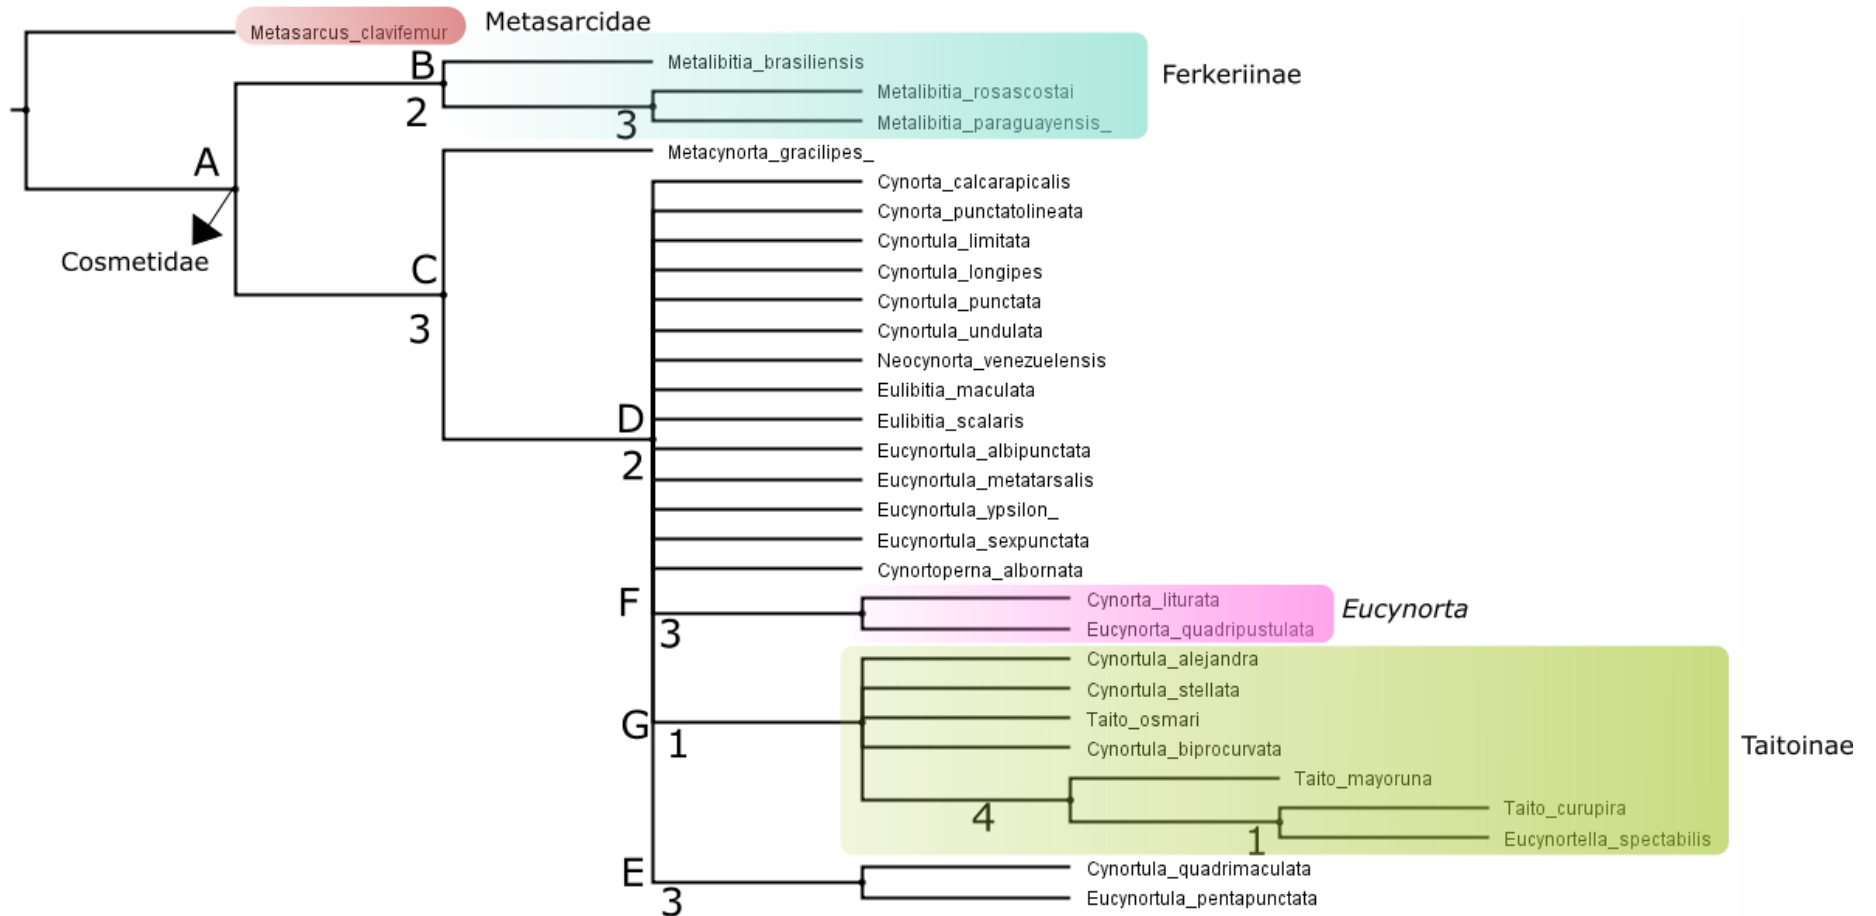 Metasarcus_clavifemur
Metasarcidae
B
Metalibitia_brasiliensis
Ferkeriinae
2
Metalibitia_rosascostai
3
Metalibitia_paraguayensis_
A
Metacynorta_gracilipes_
Cynorta_calcarapicalis
Cynorta_punctatolineata
Cosmetidae
Cynortula_limitata
C
Cynortula_longipes
3
Cynortula_punctata
Cynortula_undulata
Neocynorta_venezuelensis
Eulibitia_maculata
D
Eulibitia_scalaris
2
Eucynortula_albipunctata
Eucynortula_metatarsalis
Eucynortula_ypsilon_
Eucynortula_sexpunctata
Cynortoperna_albornata
F
Cynorta_liturata
Eucynorta
3
Eucynorta_quadripustulata
Cynortula_alejandra
Cynortula_stellata
G
Taito_osmari
1
Cynortula_biprocurvata
Taitoinae
Taito_mayoruna
4
Taito_curupira
1
Eucynortella_spectabilis
E
Cynortula_quadrimaculata
3
Eucynortula_pentapunctata